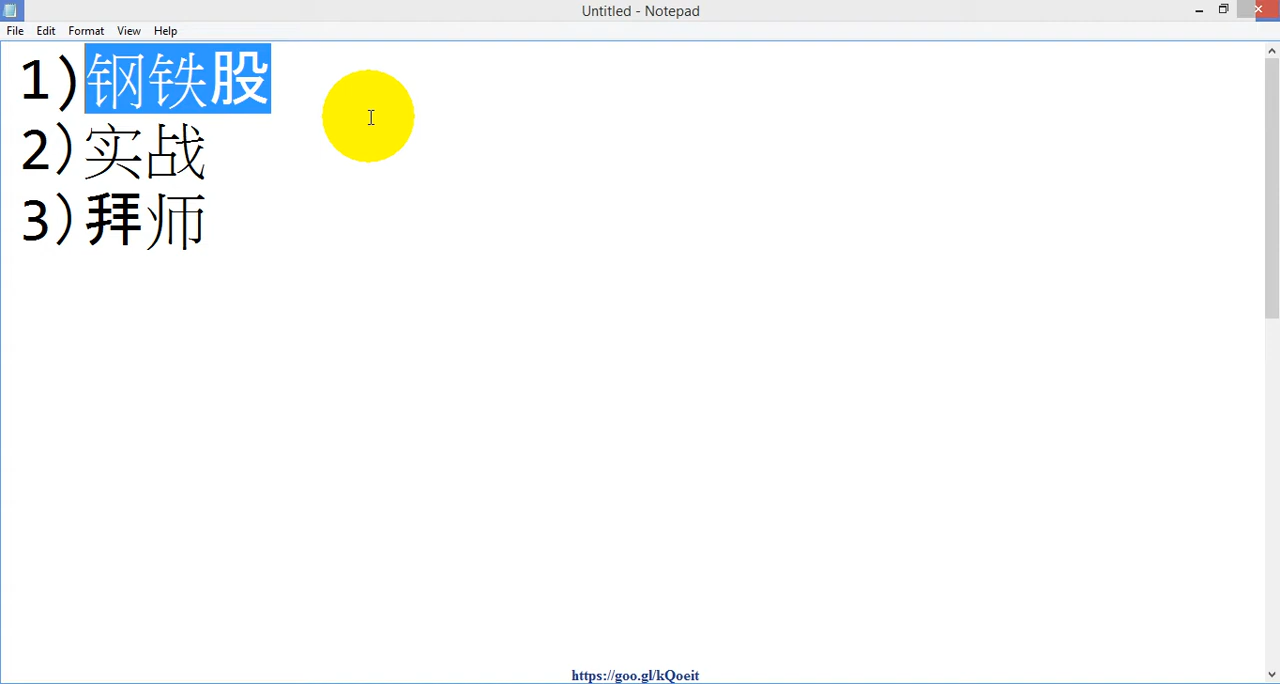 Untitled - Notepad
File Edit Format View Help
1)钢铁股
2)实战
3)拜师
https://goo.gl/kQoeit